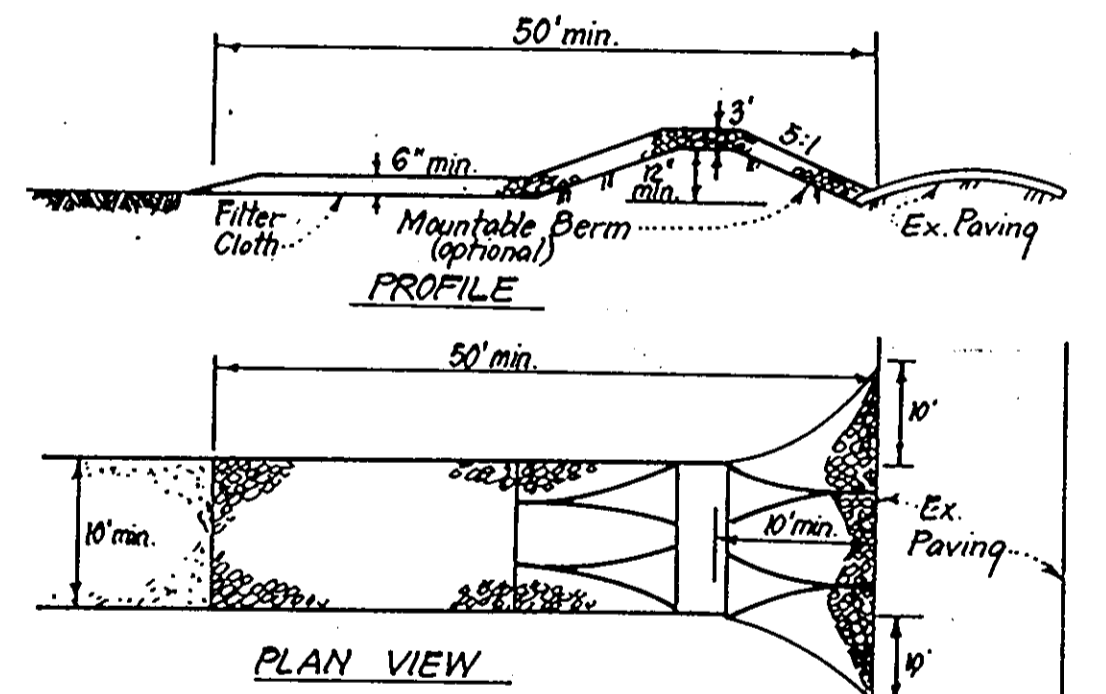 50' min.
3'
5:1
6" min.
12"
min.
Filter
Cloth
Mountable Berm
(optional)
Ex. Paving
PROFILE
50' min.
10'
10' min.
10' min.
Ex.
Paving
10'
PLAN VIEW